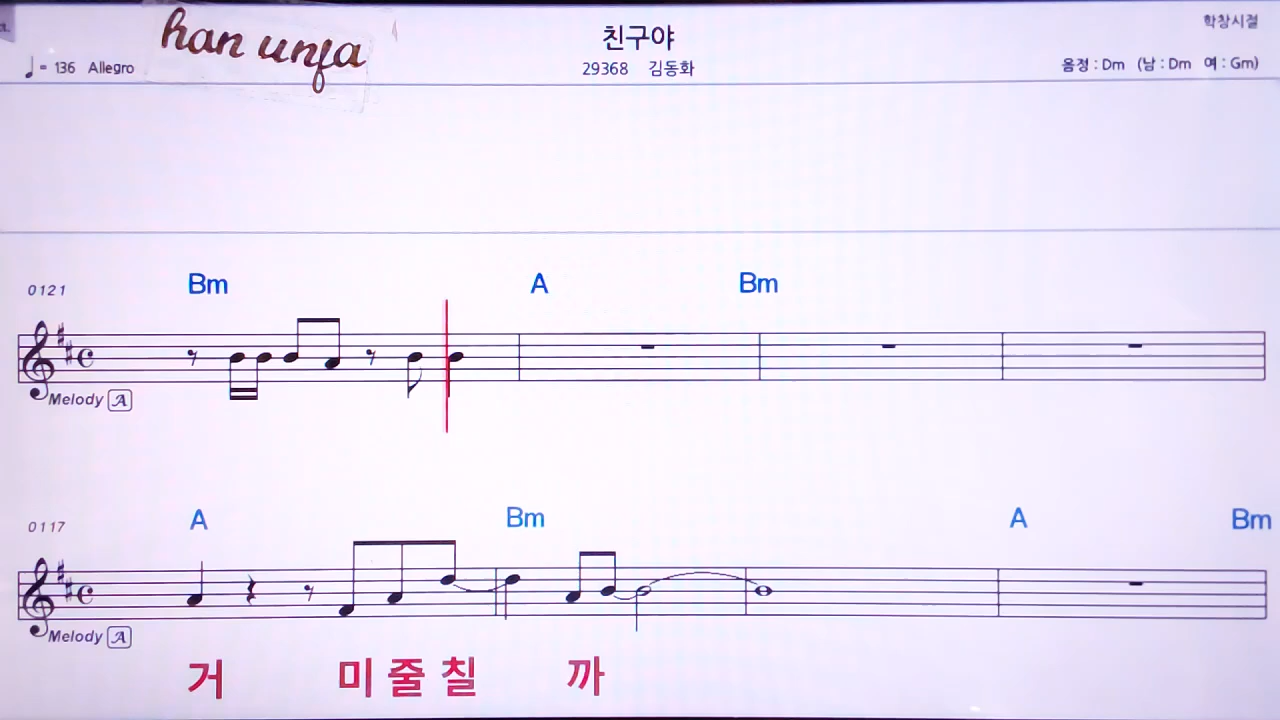 han unfa
친구야
학창시절
♩= 136 Allegro
29368 김동화
음정 : Dm (남 : Dm 여 : Gm)
0121 Bm A Bm
Melody A
0117 A Bm A Bm
Melody A
거 미 줄 칠 까